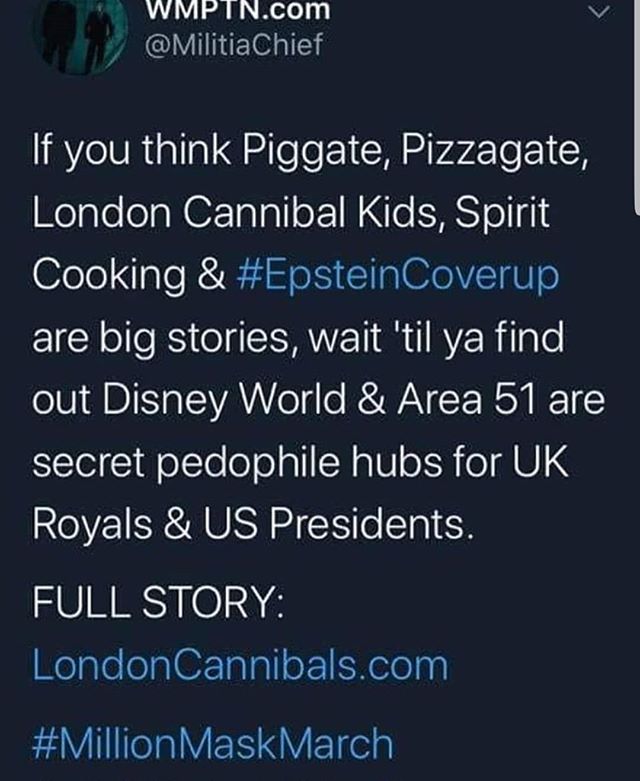 WMPTN.com
@MilitiaChief
If you think Piggate, Pizzagate,
London Cannibal Kids, Spirit
Cooking & #EpsteinCoverup
are big stories, wait 'til ya find
out Disney World & Area 51 are
secret pedophile hubs for UK
Royals & US Presidents.
FULL STORY:
LondonCannibals.com
#MillionMaskMarch